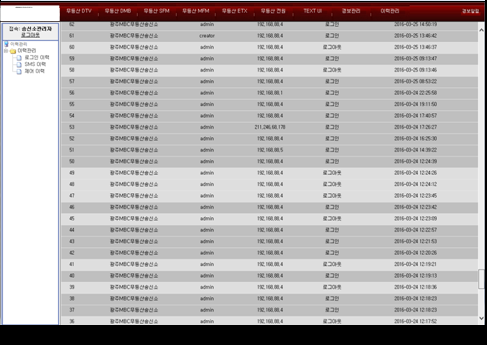 무등산 DTV 무등산 DMB 무등산 SFM 무등산 MFM 무등산 ETX 무등산 전원 TEXT UI 경보관리 이력관리 경보알림
접속: 송신소관리자
로그아웃
이력관리
이력관리
로그인 이력
SMS 이력
제어 이력
62 광주MBC무등산송신소 admin 192.168.88.4 로그인 2016-03-25 14:50:19
61 광주MBC무등산송신소 creator 192.168.88.4 로그인 2016-03-25 13:46:42
60 광주MBC무등산송신소 admin 192.168.88.4 로그아웃 2016-03-25 13:46:37
59 광주MBC무등산송신소 admin 192.168.88.4 로그인 2016-03-25 09:13:47
58 광주MBC무등산송신소 admin 192.168.88.4 로그아웃 2016-03-25 09:13:46
57 광주MBC무등산송신소 admin 192.168.88.4 로그인 2016-03-25 08:53:22
56 광주MBC무등산송신소 admin 192.168.88.1 로그인 2016-03-24 22:25:58
55 광주MBC무등산송신소 admin 192.168.88.4 로그인 2016-03-24 19:11:50
54 광주MBC무등산송신소 admin 192.168.88.4 로그인 2016-03-24 17:40:57
53 광주MBC무등산송신소 admin 211.246.68.178 로그인 2016-03-24 17:26:27
52 광주MBC무등산송신소 admin 192.168.88.4 로그인 2016-03-24 16:25:30
51 광주MBC무등산송신소 admin 192.168.88.5 로그인 2016-03-24 14:39:22
50 광주MBC무등산송신소 admin 192.168.88.4 로그인 2016-03-24 12:24:39
49 광주MBC무등산송신소 admin 192.168.88.4 로그아웃 2016-03-24 12:24:28
48 광주MBC무등산송신소 admin 192.168.88.4 로그아웃 2016-03-24 12:24:12
47 광주MBC무등산송신소 admin 192.168.88.4 로그아웃 2016-03-24 12:23:45
46 광주MBC무등산송신소 admin 192.168.88.4 로그인 2016-03-24 12:23:42
45 광주MBC무등산송신소 admin 192.168.88.4 로그아웃 2016-03-24 12:23:09
44 광주MBC무등산송신소 admin 192.168.88.4 로그인 2016-03-24 12:22:57
43 광주MBC무등산송신소 admin 192.168.88.4 로그인 2016-03-24 12:21:53
42 광주MBC무등산송신소 admin 192.168.88.4 로그인 2016-03-24 12:20:26
41 광주MBC무등산송신소 admin 192.168.88.4 로그아웃 2016-03-24 12:19:21
40 광주MBC무등산송신소 admin 192.168.88.4 로그인 2016-03-24 12:19:13
39 광주MBC무등산송신소 admin 192.168.88.4 로그아웃 2016-03-24 12:18:36
38 광주MBC무등산송신소 admin 192.168.88.4 로그인 2016-03-24 12:18:23
37 광주MBC무등산송신소 admin 192.168.88.4 로그인 2016-03-24 12:18:23
36 광주MBC무등산송신소 admin 192.168.88.4 로그아웃 2016-03-24 12:17:52